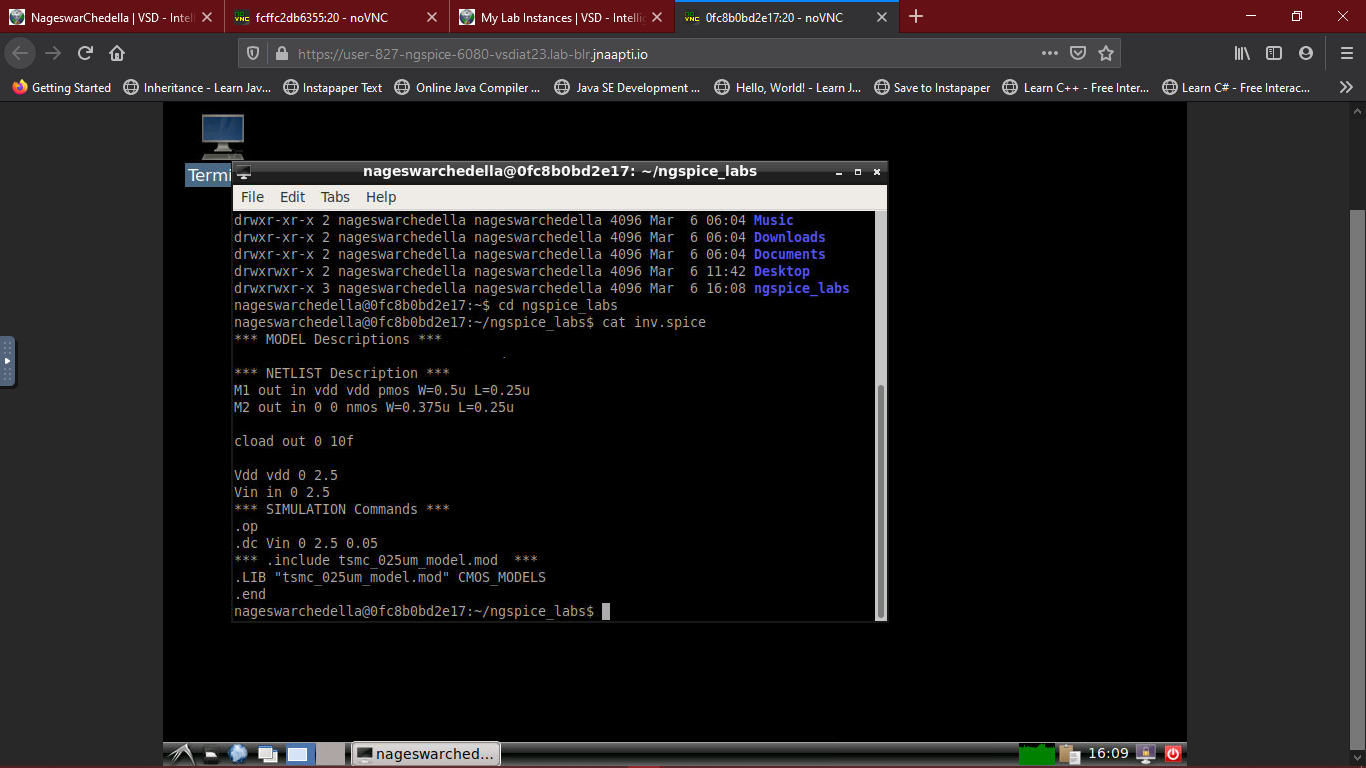 NageswarChedella | VSD - Intel
fcffc2db6355:20 - noVNC
My Lab Instances | VSD - Intelli
0fc8b0bd2e17:20 - noVNC
https://user-827-ngspice-6080-vsdiat23.lab-blr.jnaapti.io
Getting Started
Inheritance - Learn Jav...
Instapaper Text
Online Java Compiler ...
Java SE Development ...
Hello, World! - Learn J...
Save to Instapaper
Learn C++ - Free Inter...
Learn C# - Free Interac...
Termi
nageswarchedella@0fc8b0bd2e17: ~/ngspice_labs
File Edit Tabs Help
drwxr-xr-x 2 nageswarchedella nageswarchedella 4096 Mar  6 06:04 Music
drwxr-xr-x 2 nageswarchedella nageswarchedella 4096 Mar  6 06:04 Downloads
drwxr-xr-x 2 nageswarchedella nageswarchedella 4096 Mar  6 06:04 Documents
drwxrwxr-x 2 nageswarchedella nageswarchedella 4096 Mar  6 11:42 Desktop
drwxrwxr-x 3 nageswarchedella nageswarchedella 4096 Mar  6 16:08 ngspice_labs
nageswarchedella@0fc8b0bd2e17:~$ cd ngspice_labs
nageswarchedella@0fc8b0bd2e17:~/ngspice_labs$ cat inv.spice
*** MODEL Descriptions ***
*** NETLIST Description ***
M1 out in vdd vdd pmos W=0.5u L=0.25u
M2 out in 0 0 nmos W=0.375u L=0.25u
cload out 0 10f
Vdd vdd 0 2.5
Vin in 0 2.5
*** SIMULATION Commands ***
.op
.dc Vin 0 2.5 0.05
*** .include tsmc_025um_model.mod  ***
.LIB "tsmc_025um_model.mod" CMOS_MODELS
.end
nageswarchedella@0fc8b0bd2e17:~/ngspice_labs$
nageswarched...
16:09